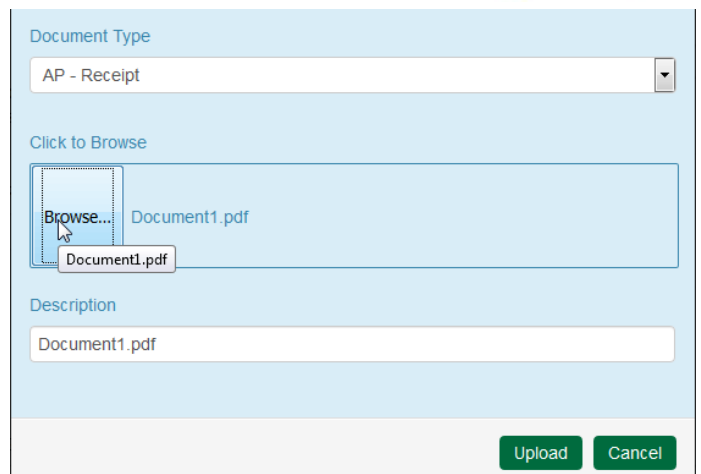 Document Type
AP - Receipt
Click to Browse
Browse... Document1.pdf
Document1.pdf
Description
Document1.pdf
Upload Cancel